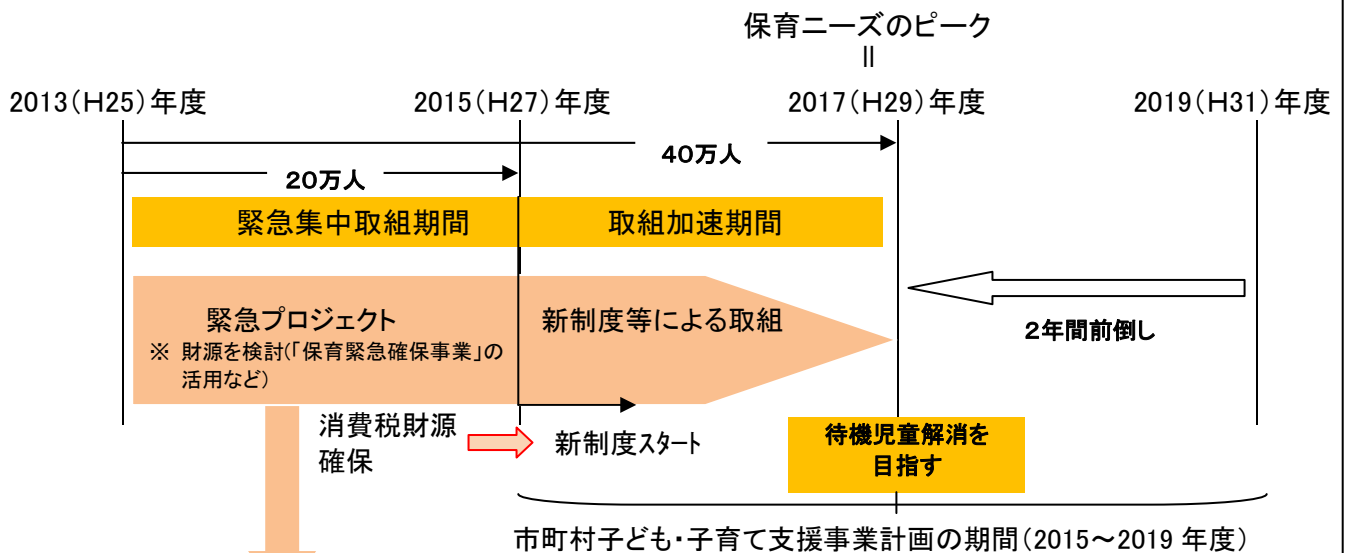 保育ニーズのピーク
＝
2013(H25)年度 2015(H27)年度 2017(H29)年度 2019(H31)年度
40万人
20万人
緊急集中取組期間 取組加速期間
緊急プロジェクト 新制度等による取組
※ 財源を検討(「保育緊急確保事業」の
活用など)
2年間前倒し
消費税財源
確保
新制度スタート
待機児童解消を
目指す
市町村子ども・子育て支援事業計画の期間(2015～2019 年度)